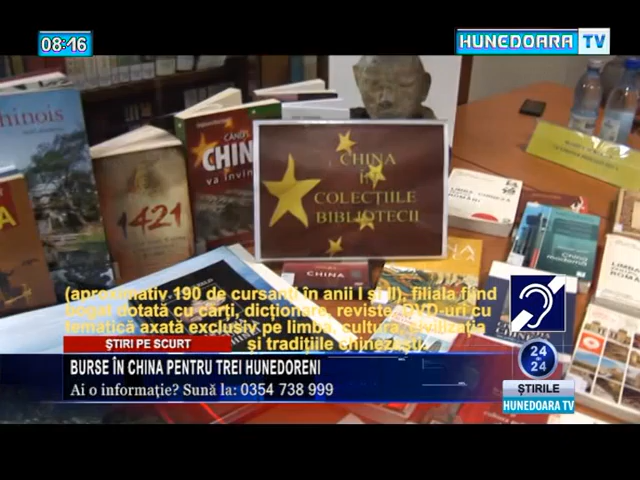 08:16
HUNEDOARA TV
hinois
1421
CÂND
CHIN
va învin
CHINA
ÎN
COLECȚIILE
BIBLIOTECII
LIMBA CHINEZĂ
CHINA
(aproximativ 190 de cursanți în anii I și II), filiala fiind
bogat dotată cu cărți, dicționare, reviste, DVD-uri cu
tematică axată exclusiv pe limba, cultura, civilizația
și tradițiile chinezești.
ȘTIRI PE SCURT
BURSE ÎN CHINA PENTRU TREI HUNEDORENI
Ai o informație? Sună la: 0354 738 999
24
24
ȘTIRILE
HUNEDOARA TV